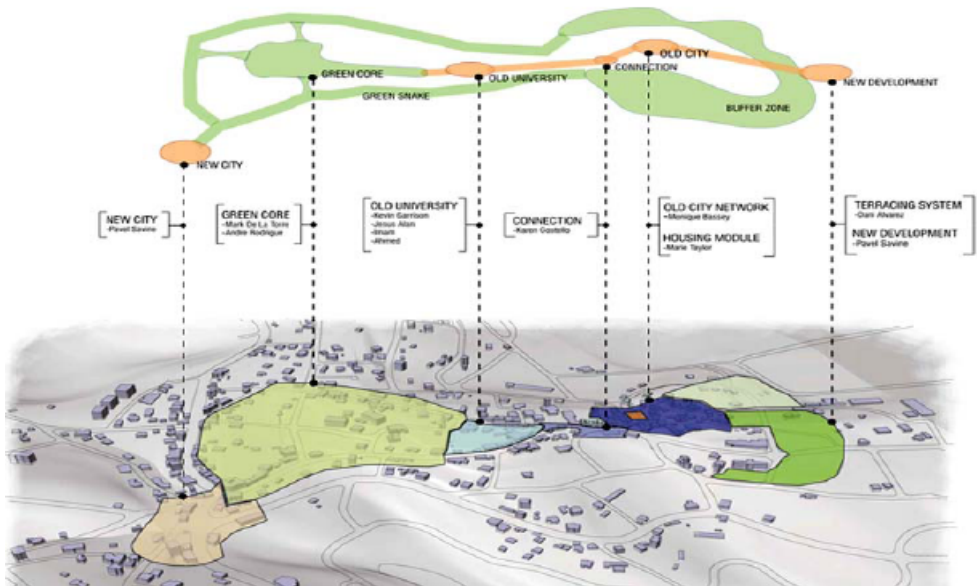 OLD CITY
GREEN CORE
OLD UNIVERSITY
CONNECTION
NEW DEVELOPMENT
GREEN SNAKE
BUFFER ZONE
NEW CITY
NEW CITY
-Pavel Savine
GREEN CORE
-Mark De La Torre
-Andre Rodrigue
OLD UNIVERSITY
-Kevin Garrison
-Jesus Alan
-Imam
-Ahmed
CONNECTION
-Karen Gostello
OLD CITY NETWORK
-Monique Bassey
HOUSING MODULE
-Marie Taylor
TERRACING SYSTEM
-Dan Alvarez
NEW DEVELOPMENT
-Pavel Savine